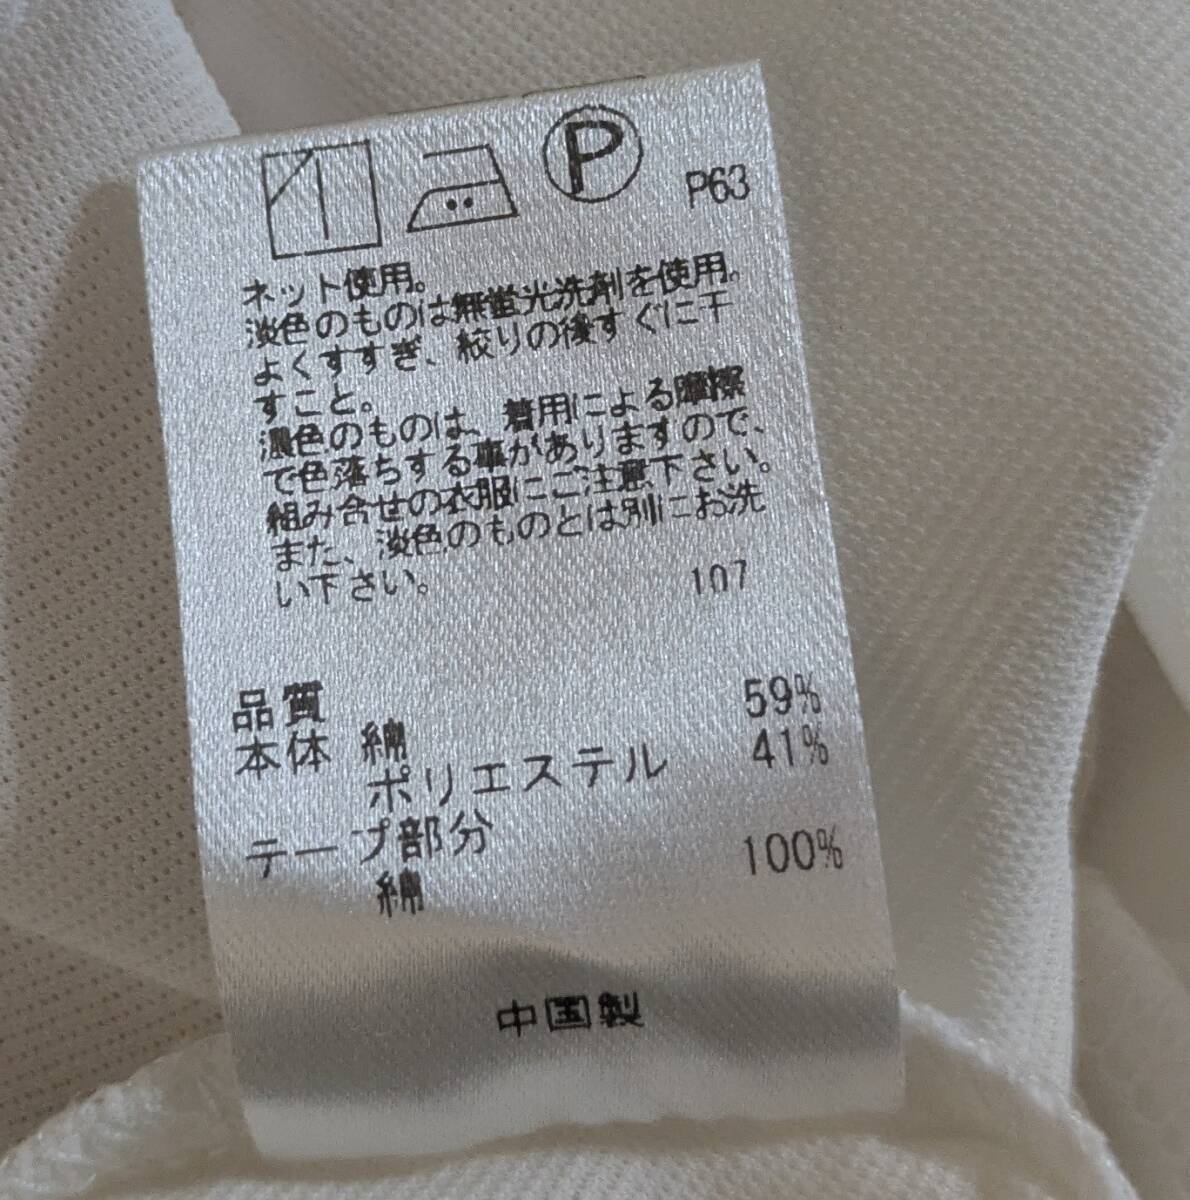 P
P63
ネット使用。
淡色のものは無蛍光洗剤を使用。
よくすすぎ、絞りの後すぐに干
すこと。
濃色のものは、着用による摩擦
で色落ちする事がありますので、
組み合せの衣服にご注意下さい。
また、淡色のものとは別にお洗
い下さい。 107
品質
本体 綿 59%
ポリエステル 41%
テープ部分
綿 100%
中国製